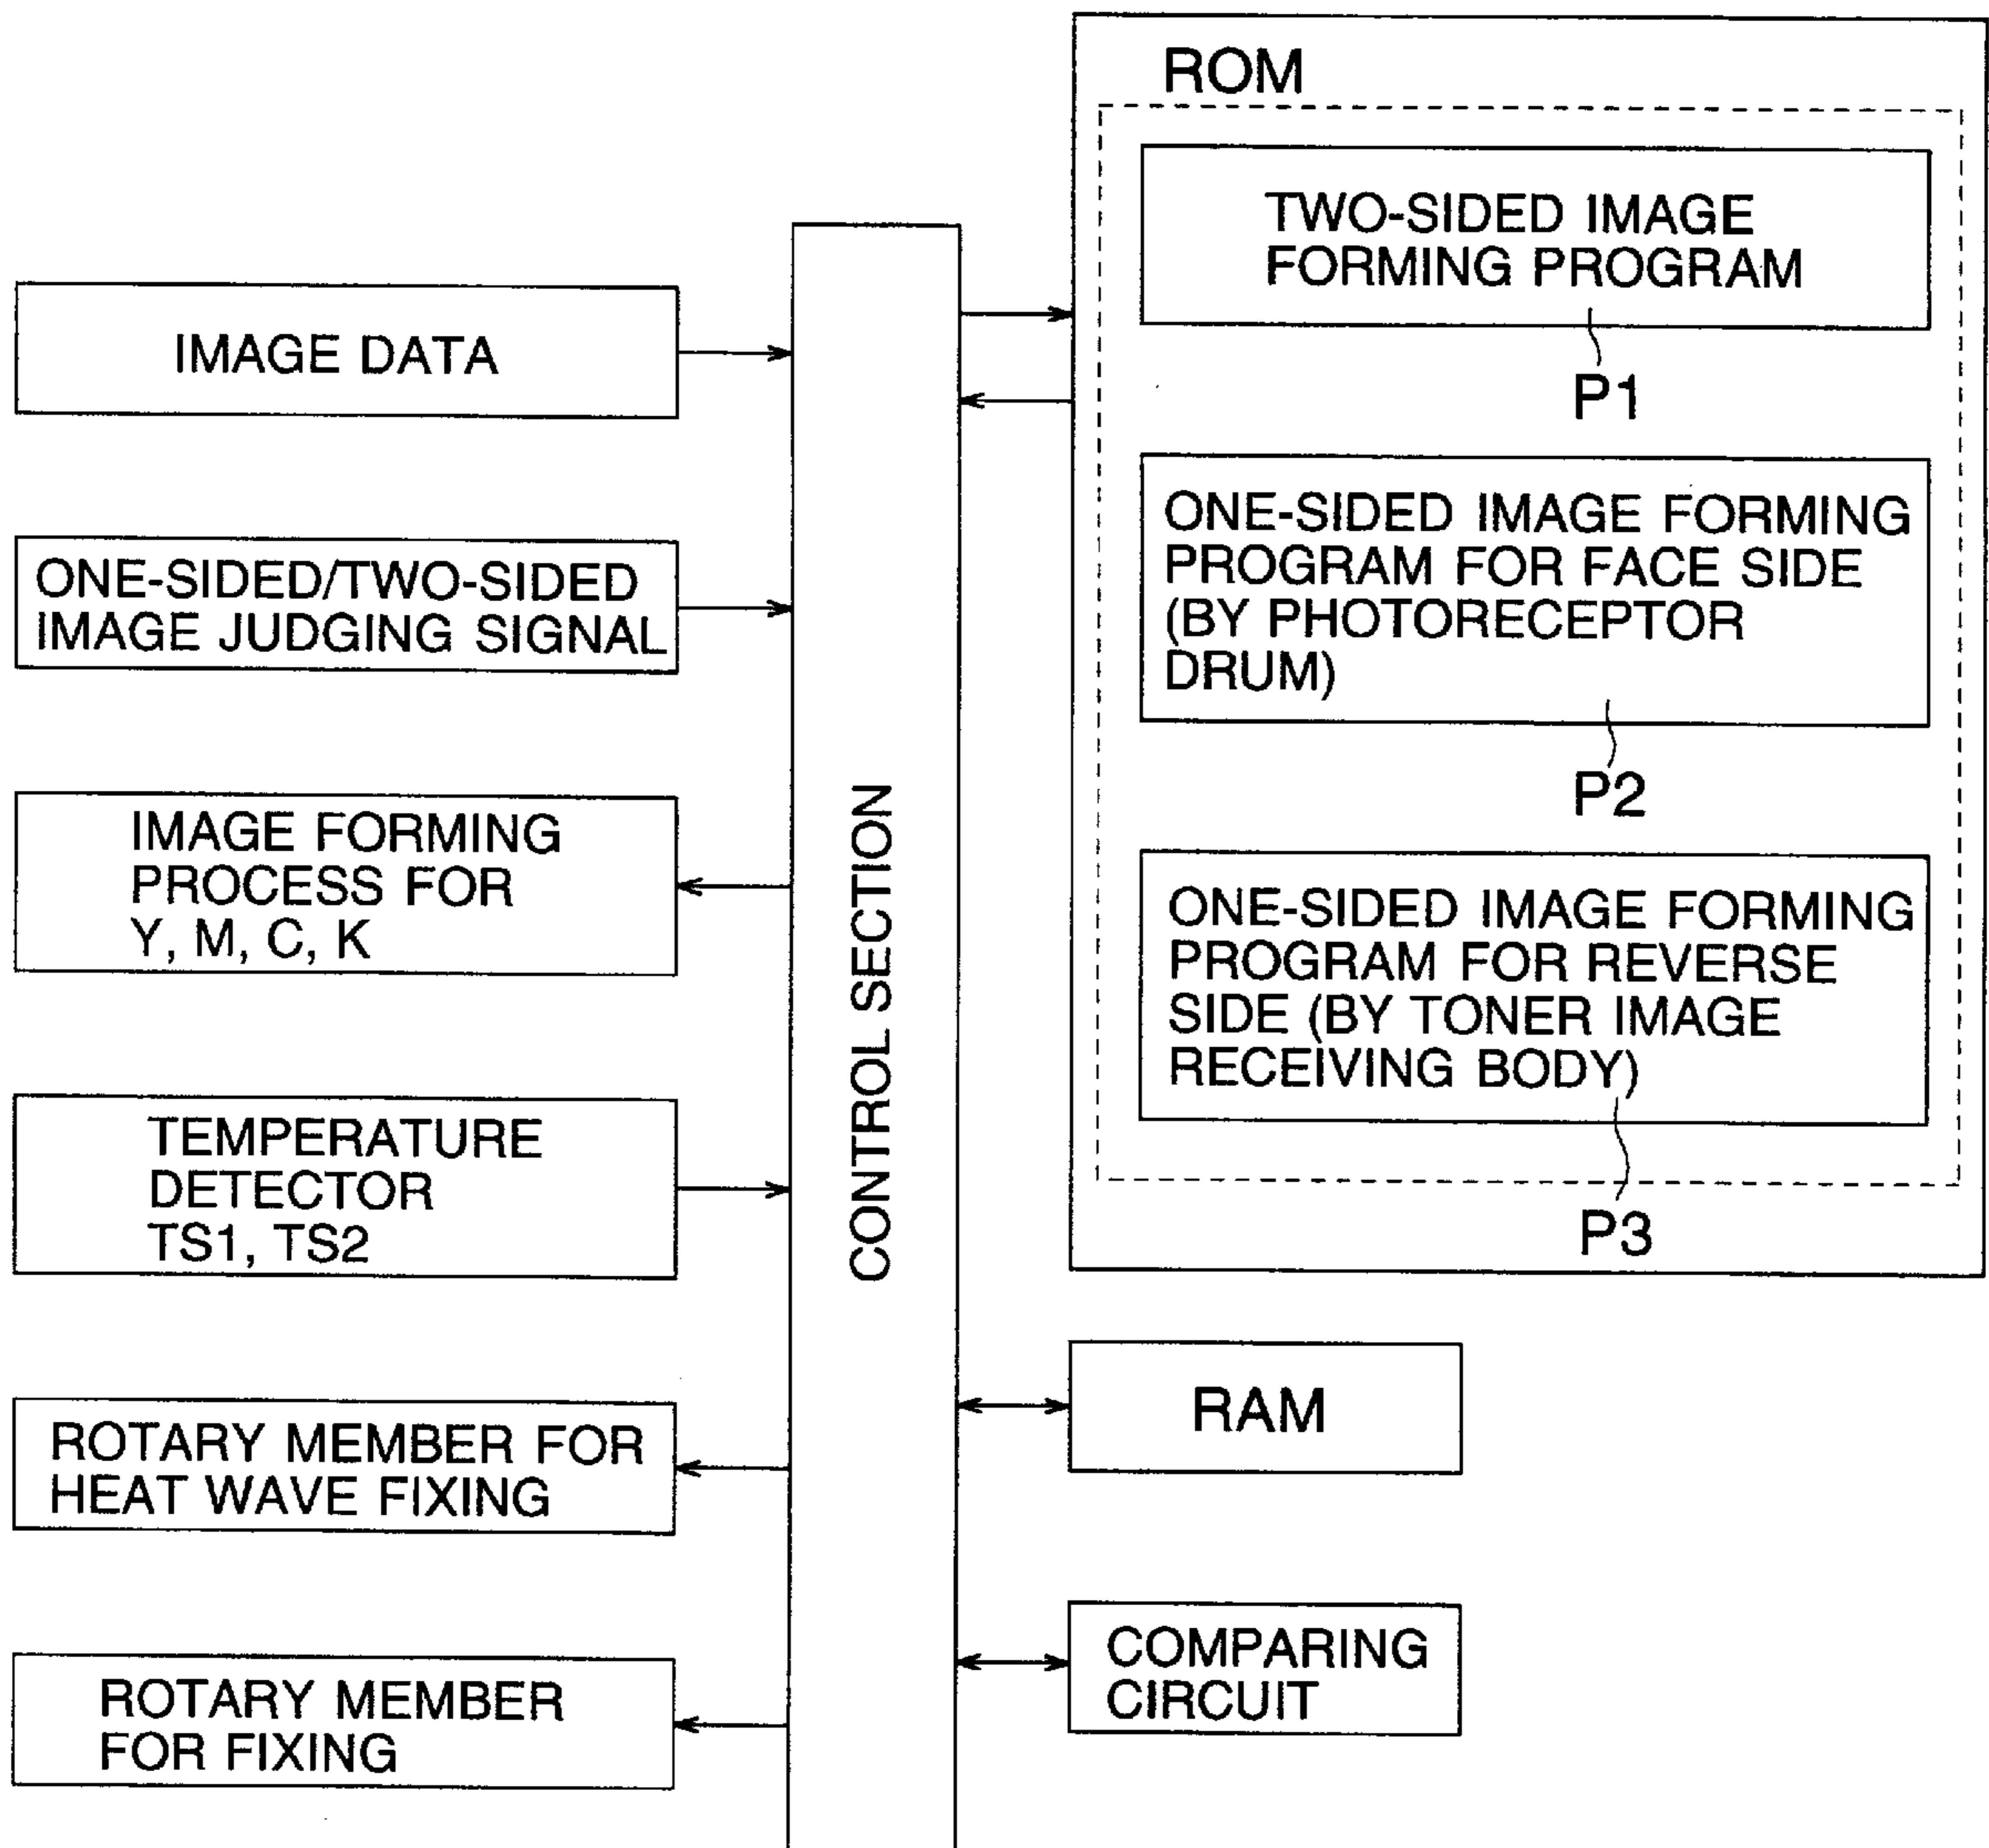 IMAGE DATA
ONE-SIDED/TWO-SIDED
IMAGE JUDGING SIGNAL
IMAGE FORMING
PROCESS FOR
Y, M, C, K
TEMPERATURE
DETECTOR
TS1, TS2
ROTARY MEMBER FOR
HEAT WAVE FIXING
ROTARY MEMBER
FOR FIXING
CONTROL SECTION
ROM
TWO-SIDED IMAGE
FORMING PROGRAM
P1
ONE-SIDED IMAGE FORMING
PROGRAM FOR FACE SIDE
(BY PHOTORECEPTOR
DRUM)
P2
ONE-SIDED IMAGE FORMING
PROGRAM FOR REVERSE
SIDE (BY TONER IMAGE
RECEIVING BODY)
P3
RAM
COMPARING
CIRCUIT